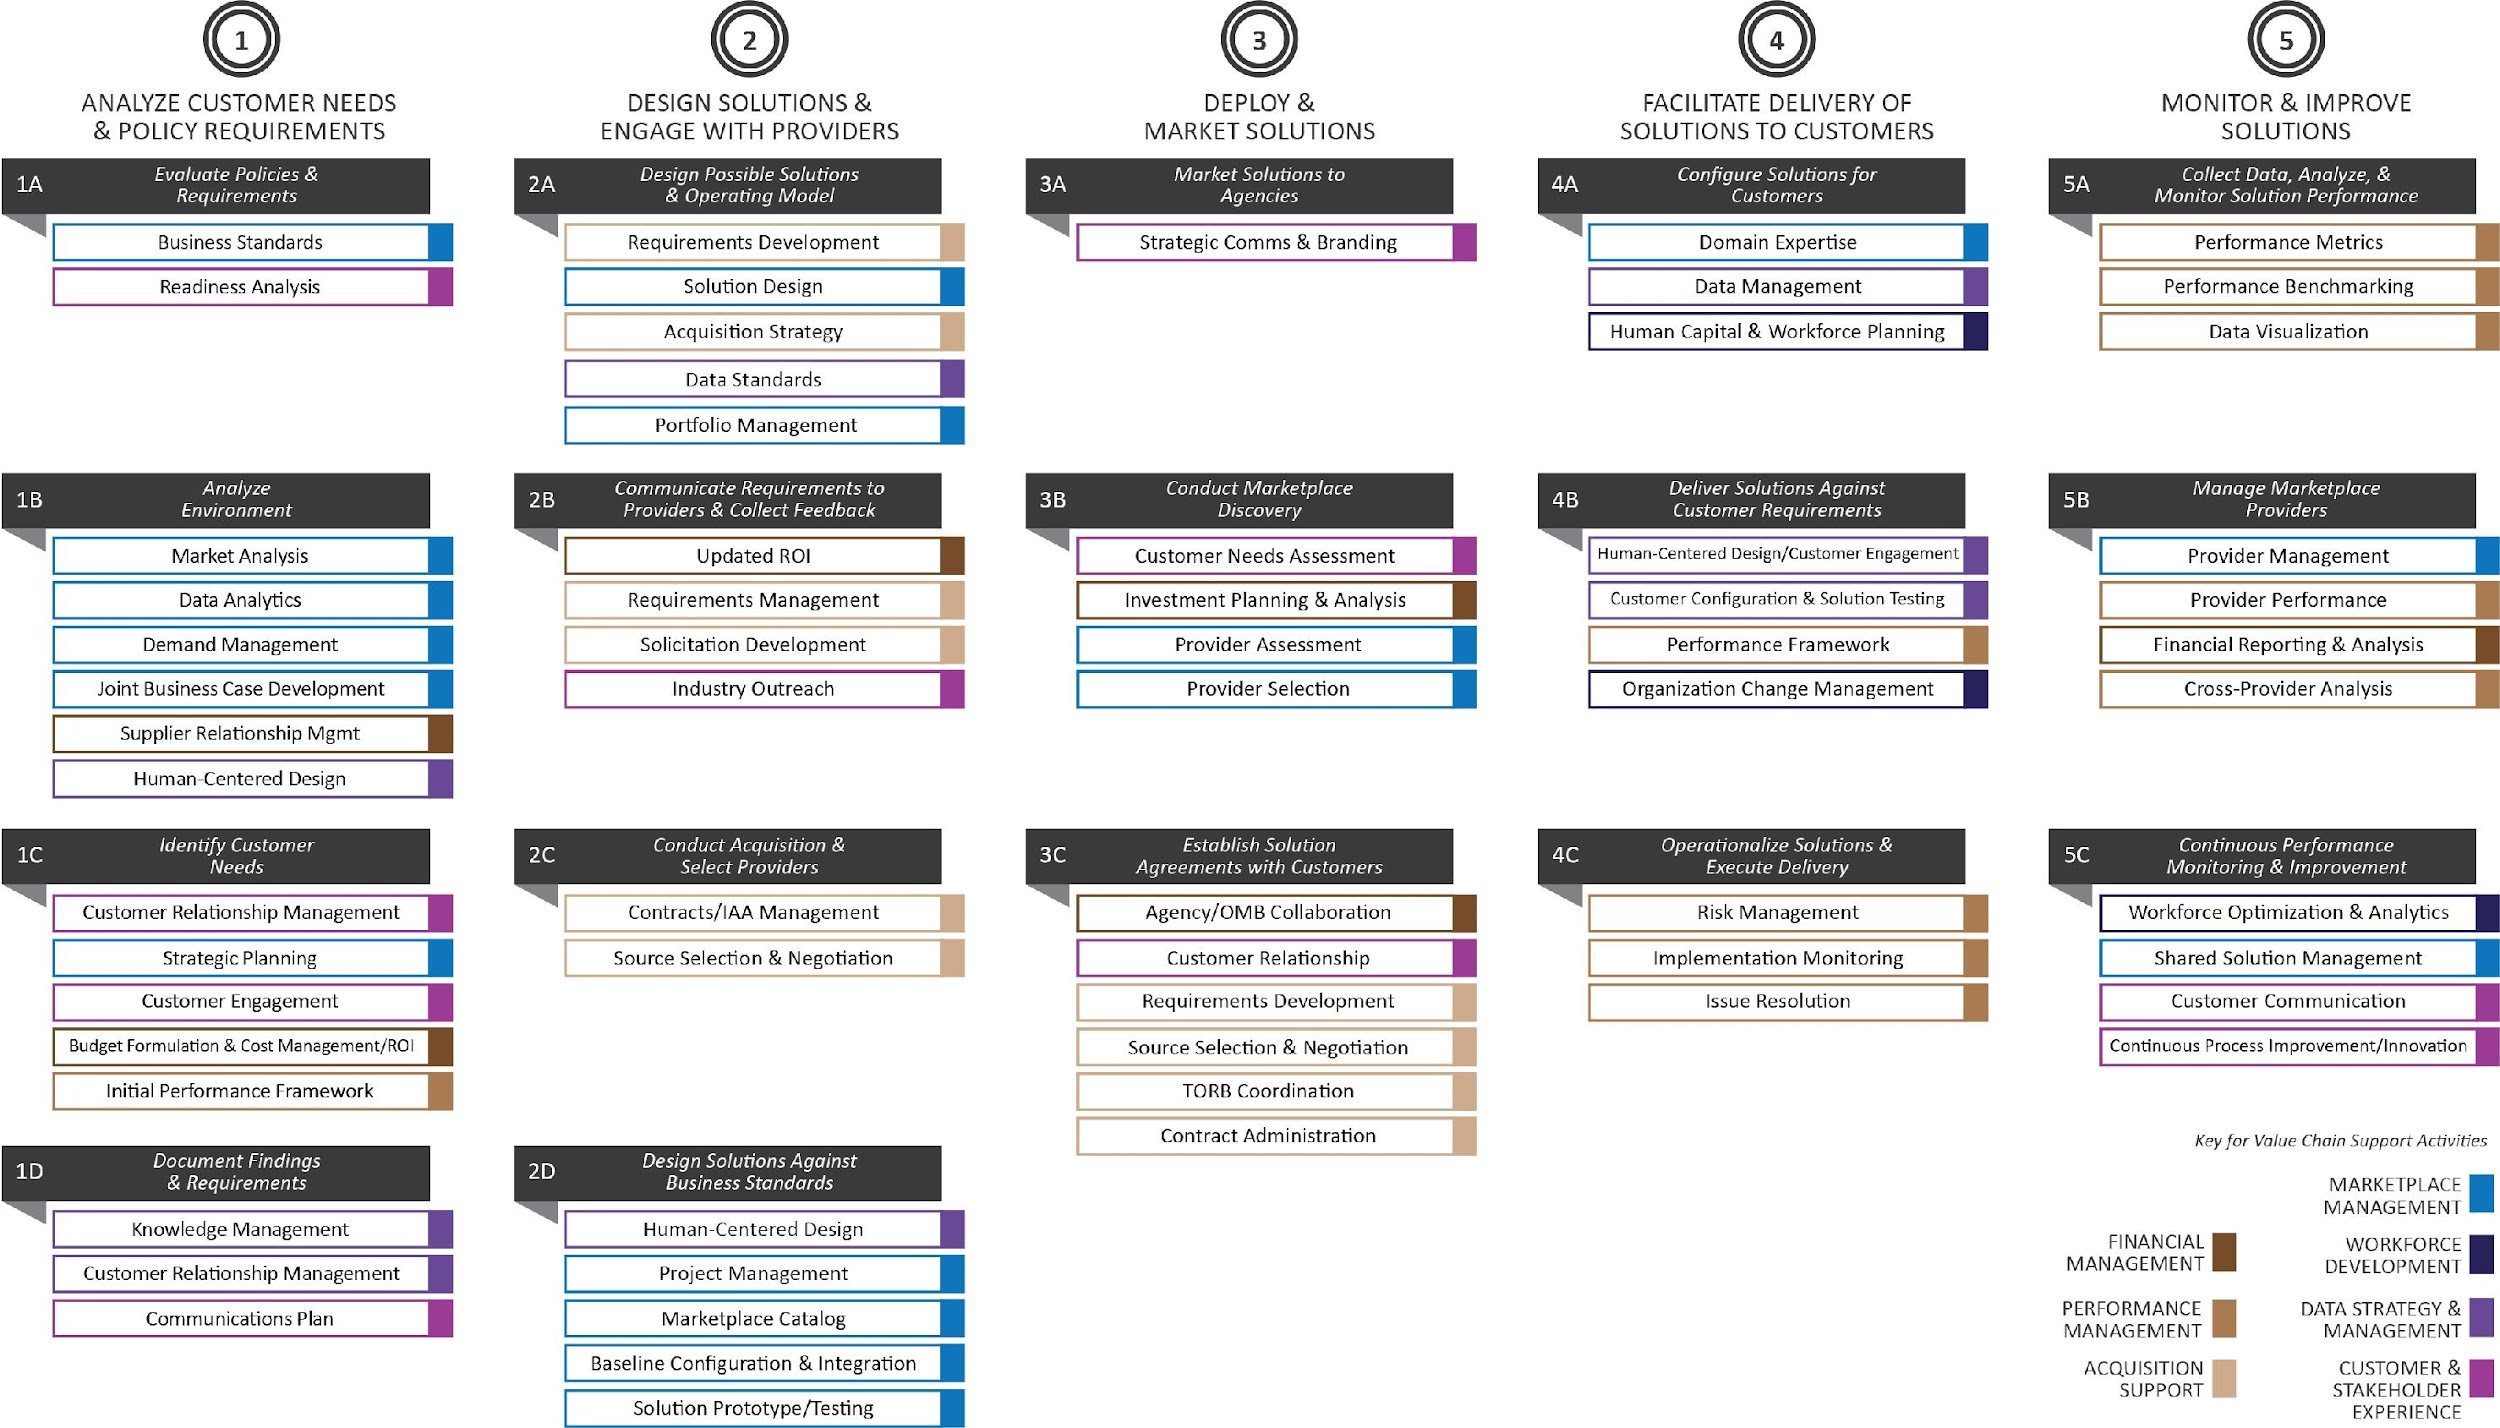 1
ANALYZE CUSTOMER NEEDS
& POLICY REQUIREMENTS
1A
Evaluate Policies &
Requirements
Business Standards
Readiness Analysis
1B
Analyze
Environment
Market Analysis
Data Analytics
Demand Management
Joint Business Case Development
Supplier Relationship Mgmt
Human-Centered Design
1C
Identify Customer
Needs
Customer Relationship Management
Strategic Planning
Customer Engagement
Budget Formulation & Cost Management/ROI
Initial Performance Framework
1D
Document Findings
& Requirements
Knowledge Management
Customer Relationship Management
Communications Plan
2
DESIGN SOLUTIONS &
ENGAGE WITH PROVIDERS
2A
Design Possible Solutions
& Operating Model
Requirements Development
Solution Design
Acquisition Strategy
Data Standards
Portfolio Management
2B
Communicate Requirements to
Providers & Collect Feedback
Updated ROI
Requirements Management
Solicitation Development
Industry Outreach
2C
Conduct Acquisition &
Select Providers
Contracts/IAA Management
Source Selection & Negotiation
2D
Design Solutions Against
Business Standards
Human-Centered Design
Project Management
Marketplace Catalog
Baseline Configuration & Integration
Solution Prototype/Testing
3
DEPLOY &
MARKET SOLUTIONS
3A
Market Solutions to
Agencies
Strategic Comms & Branding
3B
Conduct Marketplace
Discovery
Customer Needs Assessment
Investment Planning & Analysis
Provider Assessment
Provider Selection
3C
Establish Solution
Agreements with Customers
Agency/OMB Collaboration
Customer Relationship
Requirements Development
Source Selection & Negotiation
TORB Coordination
Contract Administration
4
FACILITATE DELIVERY OF
SOLUTIONS TO CUSTOMERS
4A
Configure Solutions for
Customers
Domain Expertise
Data Management
Human Capital & Workforce Planning
4B
Deliver Solutions Against
Customer Requirements
Human-Centered Design/Customer Engagement
Customer Configuration & Solution Testing
Performance Framework
Organization Change Management
4C
Operationalize Solutions &
Execute Delivery
Risk Management
Implementation Monitoring
Issue Resolution
5
MONITOR & IMPROVE
SOLUTIONS
5A
Collect Data, Analyze, &
Monitor Solution Performance
Performance Metrics
Performance Benchmarking
Data Visualization
5B
Manage Marketplace
Providers
Provider Management
Provider Performance
Financial Reporting & Analysis
Cross-Provider Analysis
5C
Continuous Performance
Monitoring & Improvement
Workforce Optimization & Analytics
Shared Solution Management
Customer Communication
Continuous Process Improvement/Innovation
Key for Value Chain Support Activities
MARKETPLACE
MANAGEMENT
FINANCIAL
MANAGEMENT
WORKFORCE
DEVELOPMENT
PERFORMANCE
MANAGEMENT
DATA STRATEGY &
MANAGEMENT
ACQUISITION
SUPPORT
CUSTOMER &
STAKEHOLDER
EXPERIENCE